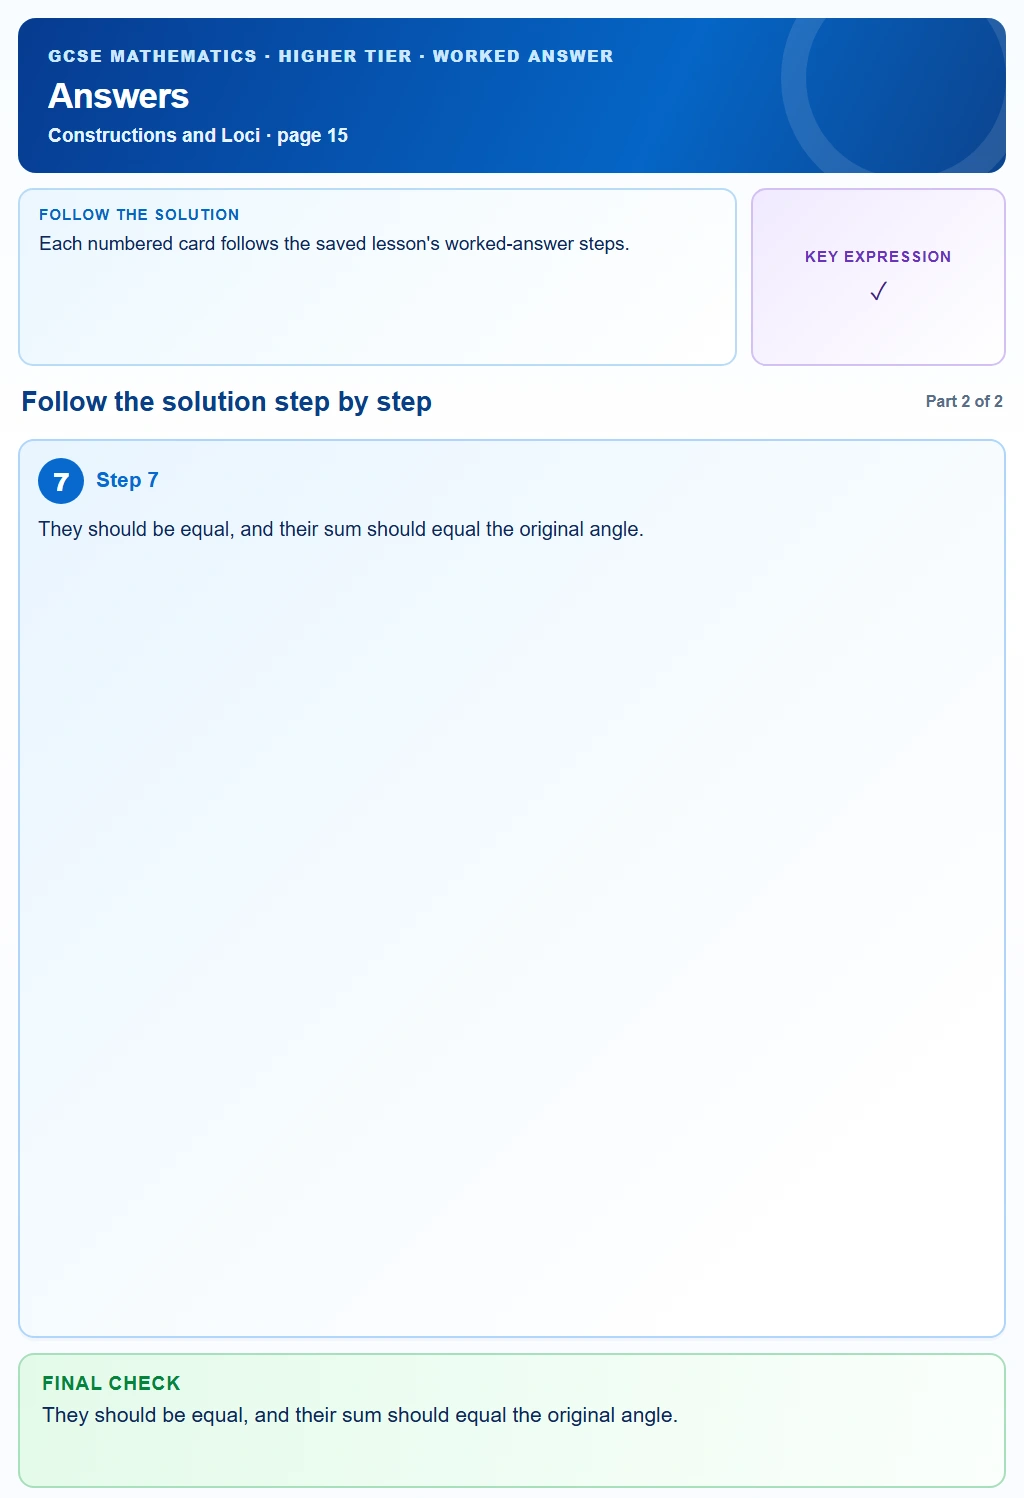 GCSE MATHEMATICS · HIGHER TIER · WORKED ANSWER
Answers
Constructions and Loci · page 15
FOLLOW THE SOLUTION
Each numbered card follows the saved lesson's worked-answer steps.
KEY EXPRESSION
✓
Follow the solution step by step
Part 2 of 2
7 Step 7
They should be equal, and their sum should equal the original angle.
FINAL CHECK
They should be equal, and their sum should equal the original angle.